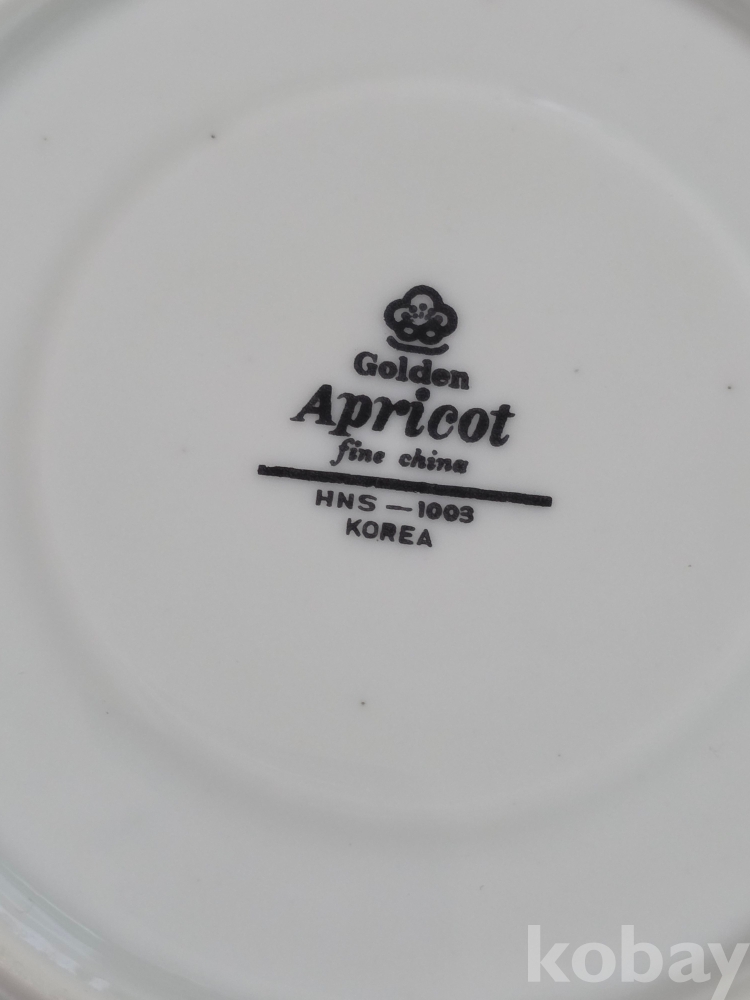 Golden
Apricot
fine china
HNS — 1003
KOREA
kobay